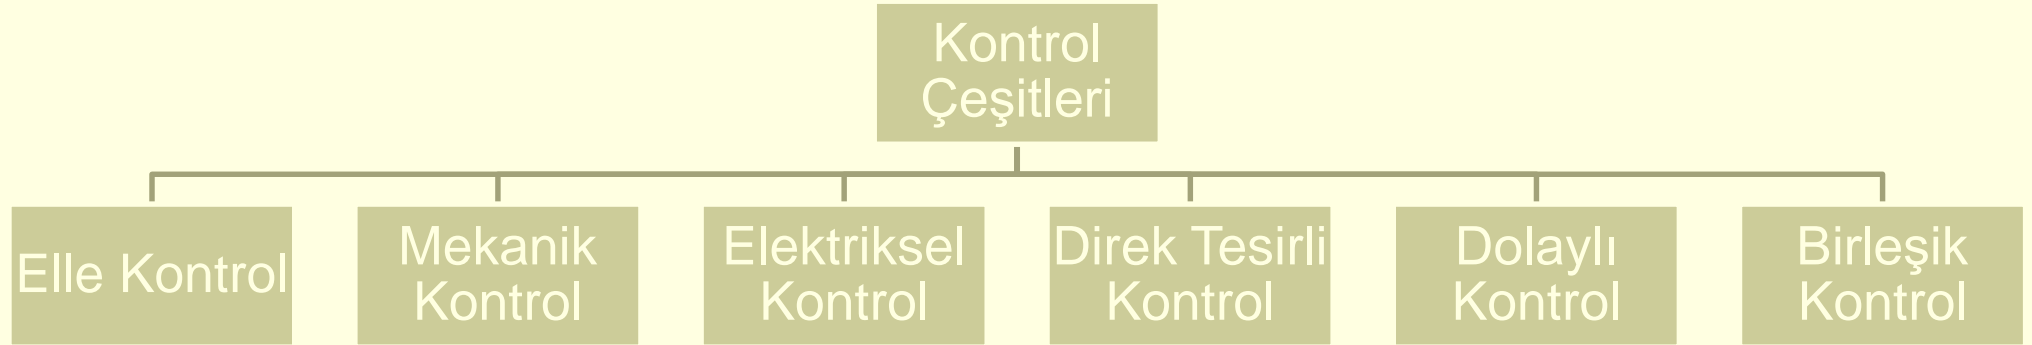 Kontrol
Çeşitleri
Elle Kontrol
Mekanik
Kontrol
Elektriksel
Kontrol
Direk Tesirli
Kontrol
Dolaylı
Kontrol
Birleşik
Kontrol